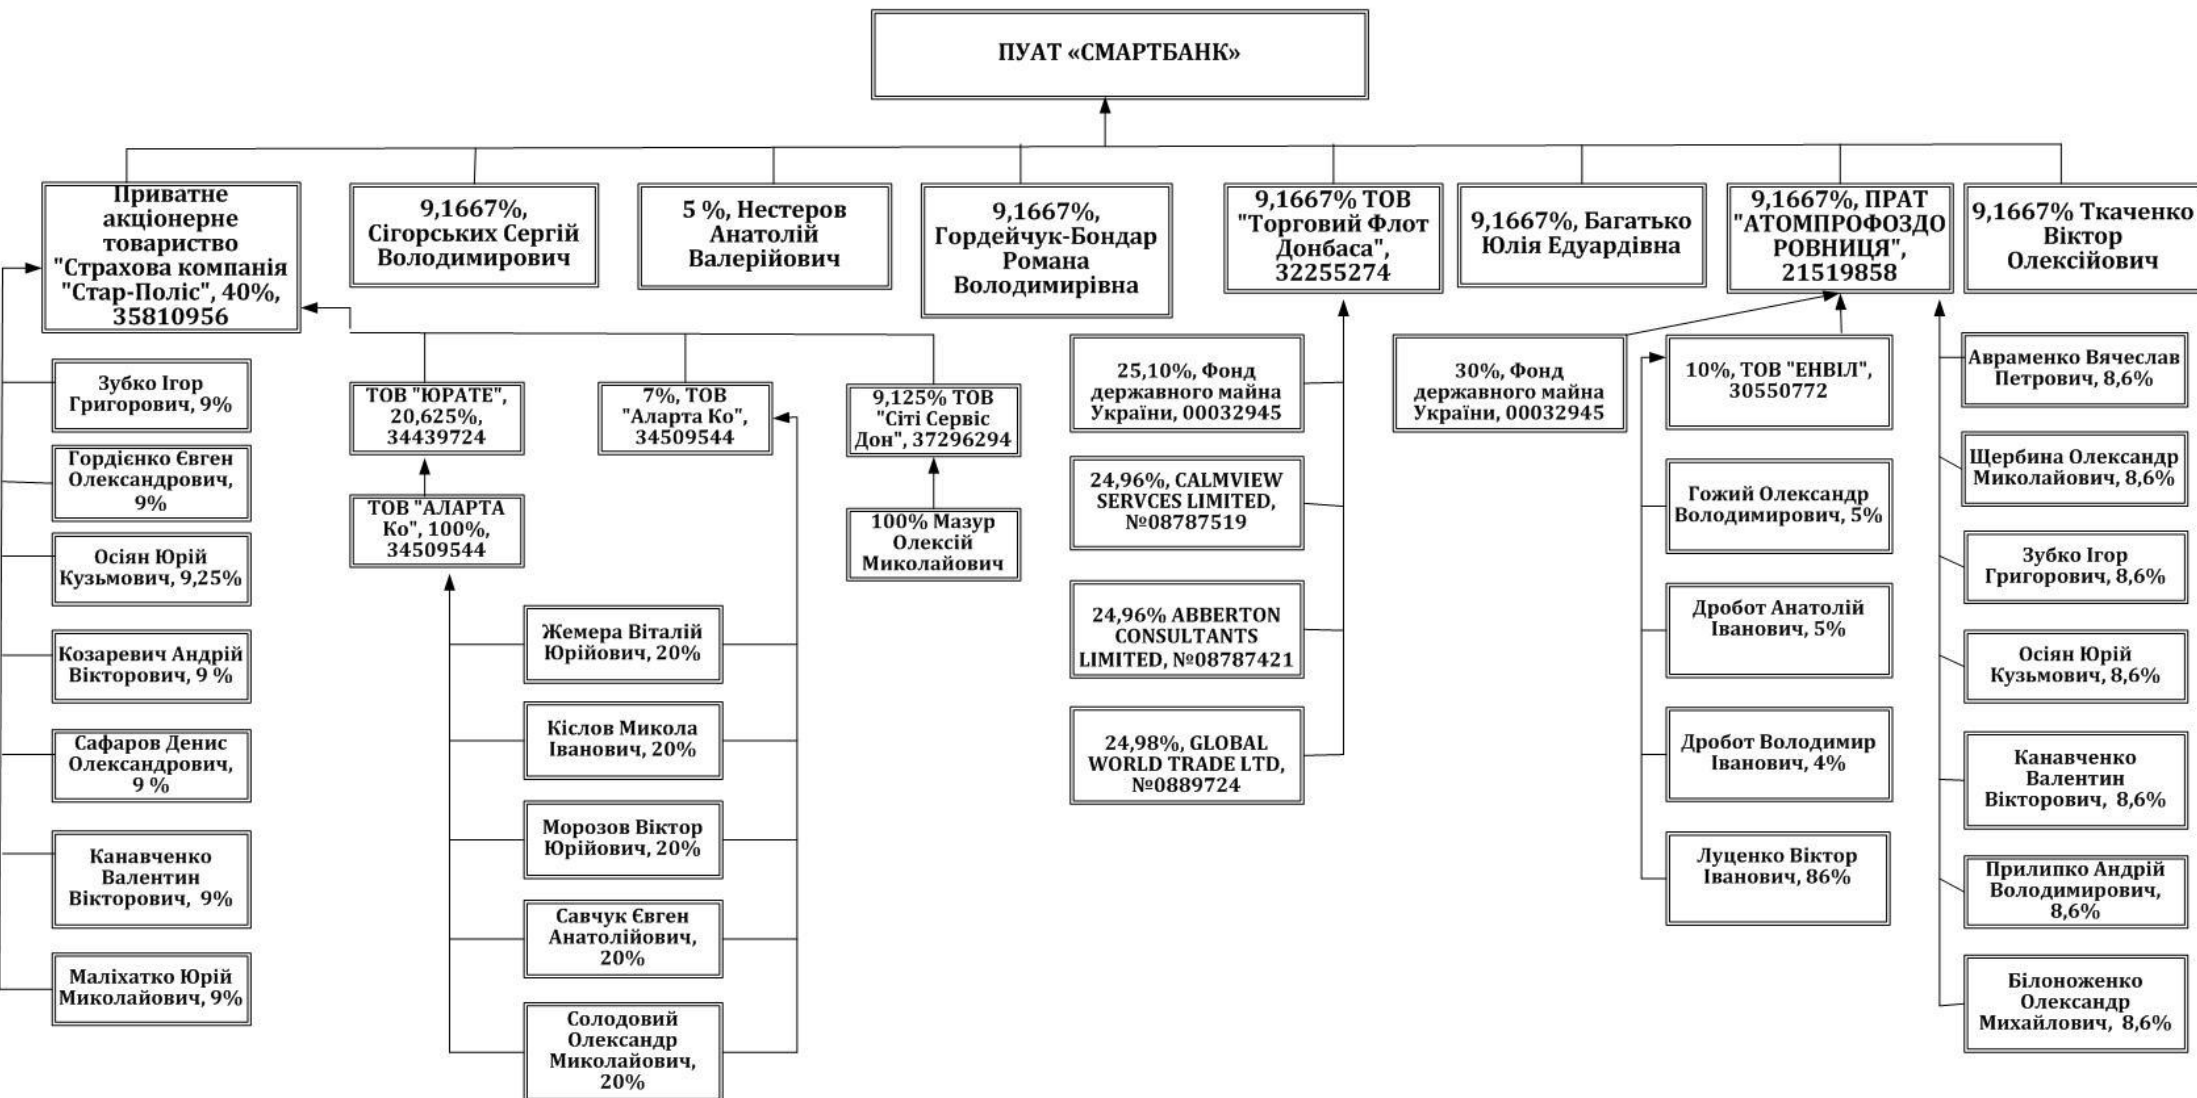 ПУАТ «СМАРТБАНК»
Приватне
акціонерне
товариство
"Страхова компанія
"Стар-Поліс", 40%,
35810956
9,1667%,
Сігорських Сергій
Володимирович
5 %, Нестеров
Анатолій
Валерійович
9,1667%,
Гордейчук-Бондар
Романа
Володимирівна
9,1667% ТОВ
"Торговий Флот
Донбаса",
32255274
9,1667%, Багатько
Юлія Едуардівна
9,1667%, ПРАТ
"АТОМПРОФОЗДО
РОВНИЦЯ",
21519858
9,1667% Ткаченко
Віктор
Олексійович
Зубко Ігор
Григорович, 9%
Гордієнко Євген
Олександрович,
9%
Осіян Юрій
Кузьмович, 9,25%
Козаревич Андрій
Вікторович, 9 %
Сафаров Денис
Олександрович,
9 %
Канавченко
Валентин
Вікторович, 9%
Маліхатко Юрій
Миколайович, 9%
ТОВ "ЮРАТЕ",
20,625%,
34439724
ТОВ "АЛАРТА
Ко", 100%,
34509544
7%, ТОВ
"Аларта Ко",
34509544
9,125% ТОВ
"Сіті Сервіс
Дон", 37296294
100% Мазур
Олексій
Миколайович
Жемера Віталій
Юрійович, 20%
Кіслов Микола
Іванович, 20%
Морозов Віктор
Юрійович, 20%
Савчук Євген
Анатолійович,
20%
Солодовий
Олександр
Миколайович,
20%
25,10%, Фонд
державного майна
України, 00032945
24,96%, CALMVIEW
SERVCES LIMITED,
№08787519
24,96% ABBERTON
CONSULTANTS
LIMITED, №08787421
24,98%, GLOBAL
WORLD TRADE LTD,
№0889724
30%, Фонд
державного майна
України, 00032945
10%, ТОВ "ЕНВІЛ",
30550772
Гожий Олександр
Володимирович, 5%
Дробот Анатолій
Іванович, 5%
Дробот Володимир
Іванович, 4%
Луценко Віктор
Іванович, 86%
Авраменко Вячеслав
Петрович, 8,6%
Щербина Олександр
Миколайович, 8,6%
Зубко Ігор
Григорович, 8,6%
Осіян Юрій
Кузьмович, 8,6%
Канавченко
Валентин
Вікторович, 8,6%
Прилипко Андрій
Володимирович,
8,6%
Білоноженко
Олександр
Михайлович, 8,6%